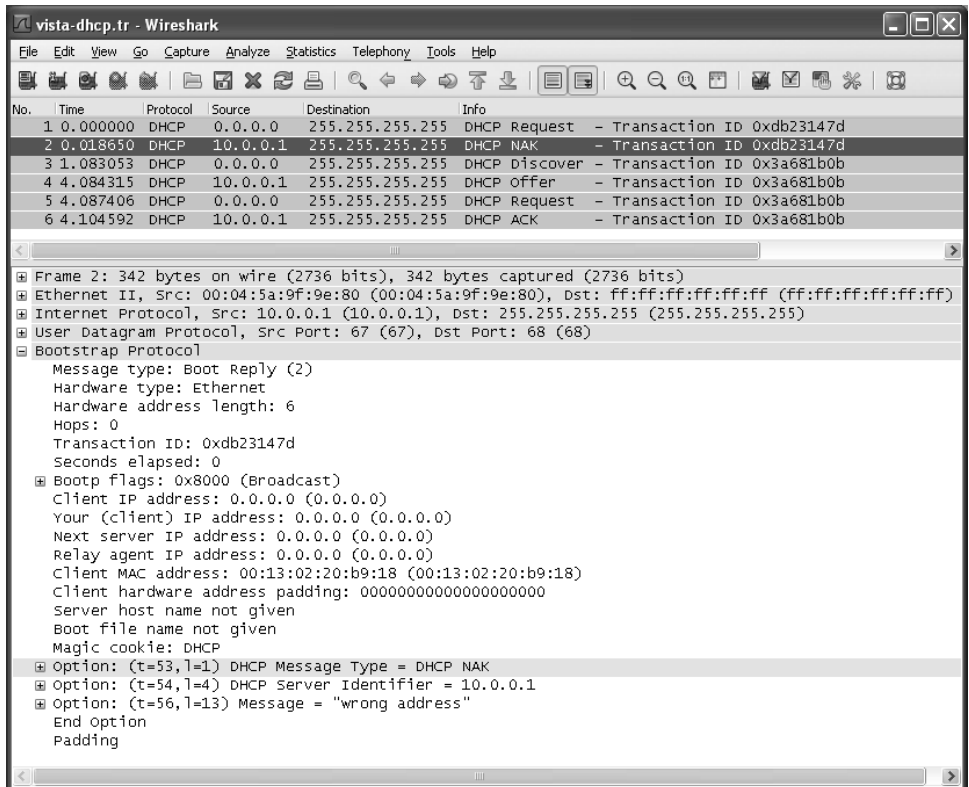 vista-dhcp.tr - Wireshark
File Edit View Go Capture Analyze Statistics Telephony Tools Help
No. Time Protocol Source Destination Info
1 0.000000 DHCP 0.0.0.0 255.255.255.255 DHCP Request - Transaction ID 0xdb23147d
2 0.018650 DHCP 10.0.0.1 255.255.255.255 DHCP NAK - Transaction ID 0xdb23147d
3 1.083053 DHCP 0.0.0.0 255.255.255.255 DHCP Discover - Transaction ID 0x3a681b0b
4 4.084315 DHCP 10.0.0.1 255.255.255.255 DHCP Offer - Transaction ID 0x3a681b0b
5 4.087406 DHCP 0.0.0.0 255.255.255.255 DHCP Request - Transaction ID 0x3a681b0b
6 4.104592 DHCP 10.0.0.1 255.255.255.255 DHCP ACK - Transaction ID 0x3a681b0b
Frame 2: 342 bytes on wire (2736 bits), 342 bytes captured (2736 bits)
Ethernet II, Src: 00:04:5a:9f:9e:80 (00:04:5a:9f:9e:80), Dst: ff:ff:ff:ff:ff:ff (ff:ff:ff:ff:ff:ff)
Internet Protocol, Src: 10.0.0.1 (10.0.0.1), Dst: 255.255.255.255 (255.255.255.255)
User Datagram Protocol, Src Port: 67 (67), Dst Port: 68 (68)
Bootstrap Protocol
Message type: Boot Reply (2)
Hardware type: Ethernet
Hardware address length: 6
Hops: 0
Transaction ID: 0xdb23147d
Seconds elapsed: 0
Bootp flags: 0x8000 (Broadcast)
Client IP address: 0.0.0.0 (0.0.0.0)
Your (client) IP address: 0.0.0.0 (0.0.0.0)
Next server IP address: 0.0.0.0 (0.0.0.0)
Relay agent IP address: 0.0.0.0 (0.0.0.0)
Client MAC address: 00:13:02:20:b9:18 (00:13:02:20:b9:18)
Client hardware address padding: 00000000000000000000
Server host name not given
Boot file name not given
Magic cookie: DHCP
Option: (t=53,l=1) DHCP Message Type = DHCP NAK
Option: (t=54,l=4) DHCP Server Identifier = 10.0.0.1
Option: (t=56,l=13) Message = "wrong address"
End Option
Padding